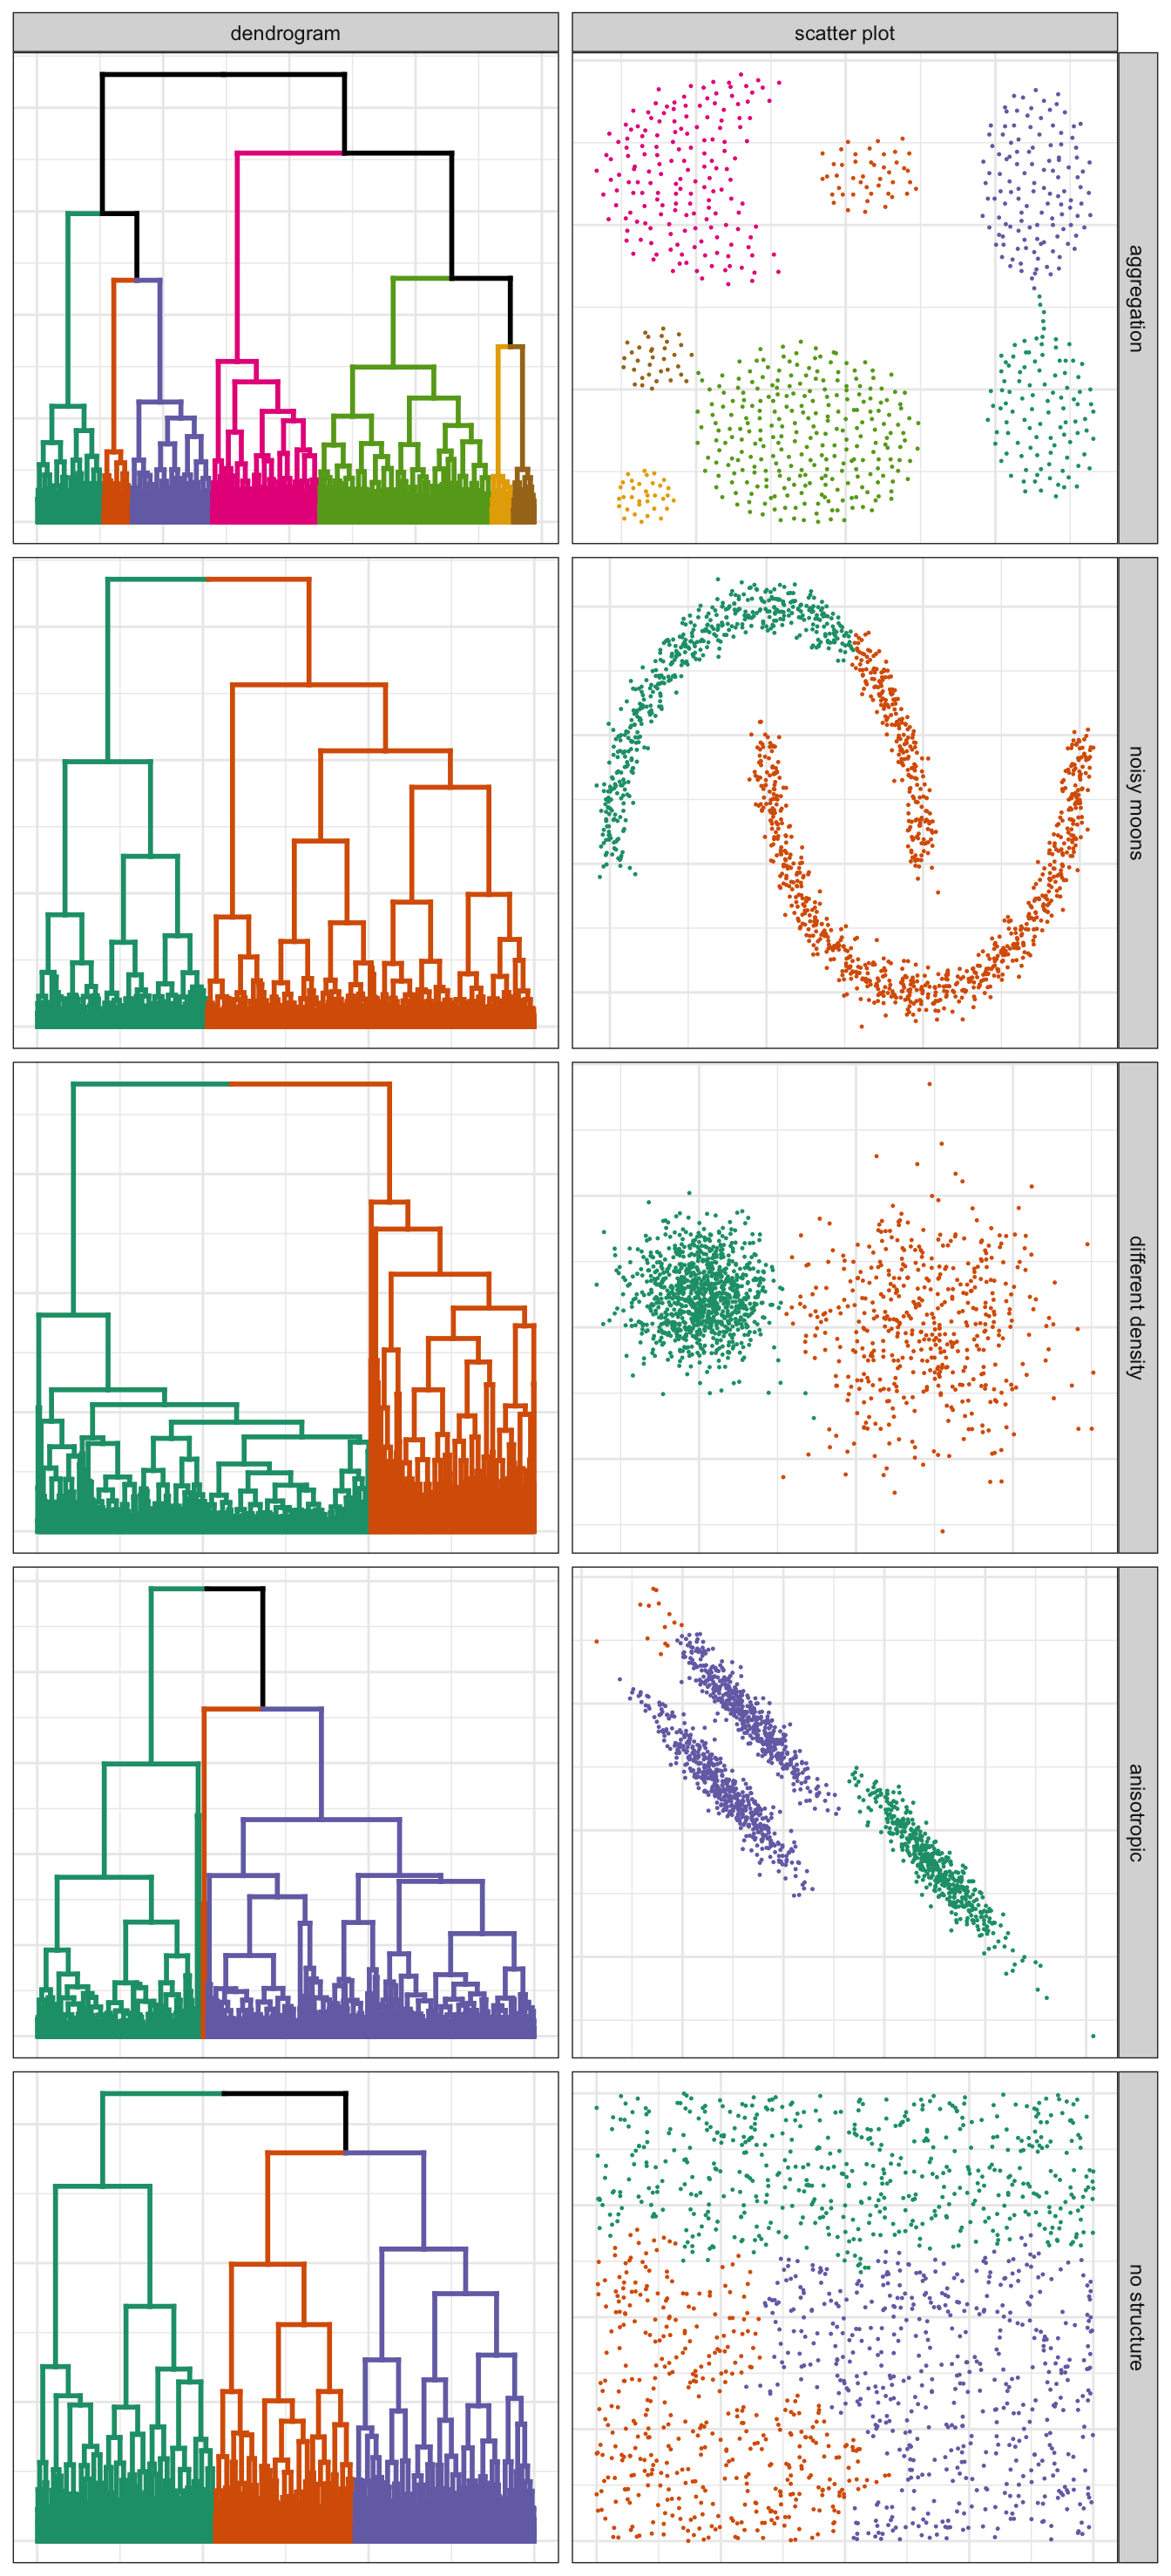 dendrogram
scatter plot
aggregation
noisy moons
different density
anisotropic
no structure